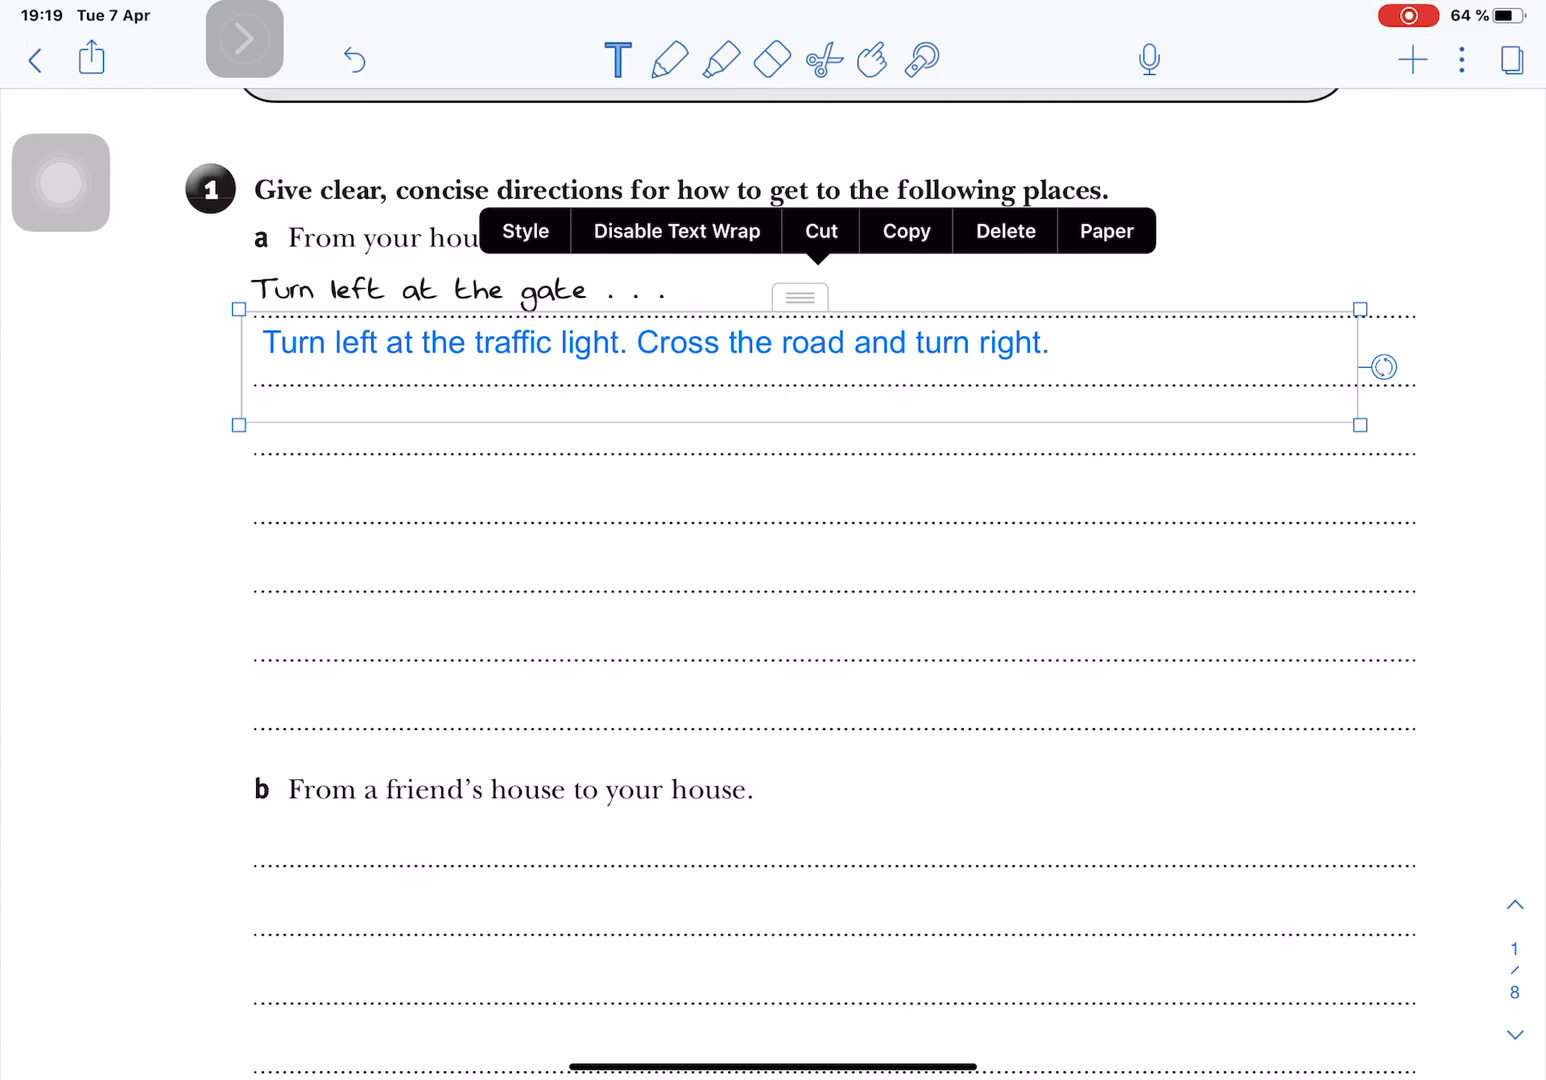 19:19 Tue 7 Apr
64 %
T
1 Give clear, concise directions for how to get to the following places.
Style Disable Text Wrap Cut Copy Delete Paper
a From your hou
Turn left at the gate . . .
Turn left at the traffic light. Cross the road and turn right.
b From a friend's house to your house.
1
/
8